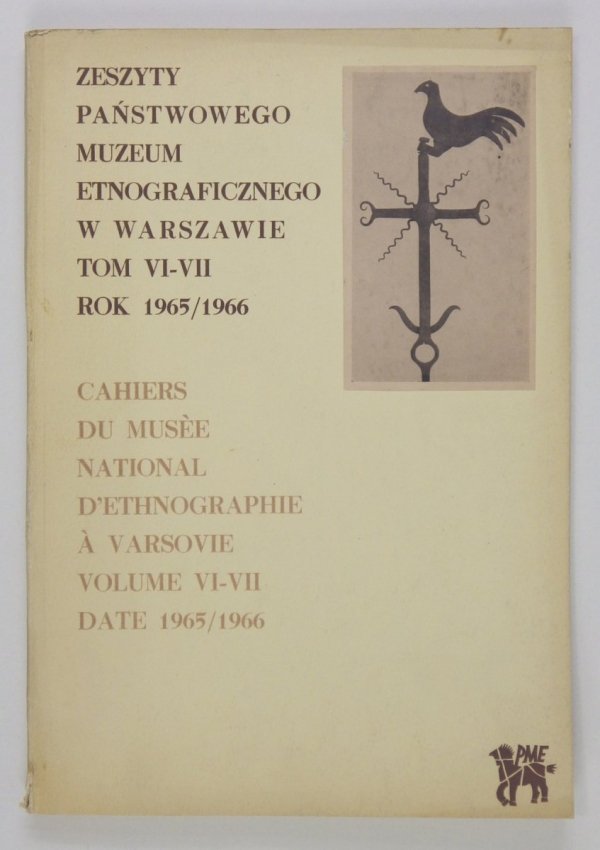 ZESZYTY
PAŃSTWOWEGO
MUZEUM
ETNOGRAFICZNEGO
W WARSZAWIE
TOM VI-VII
ROK 1965/1966
CAHIERS
DU MUSÈE
NATIONAL
D'ETHNOGRAPHIE
À VARSOVIE
VOLUME VI-VII
DATE 1965/1966
PME